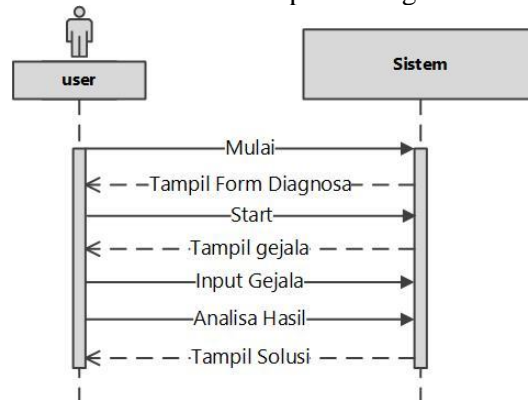 user
Sistem
Mulai
Tampil Form Diagnosa
Start
Tampil gejala
Input Gejala
Analisa Hasil
Tampil Solusi